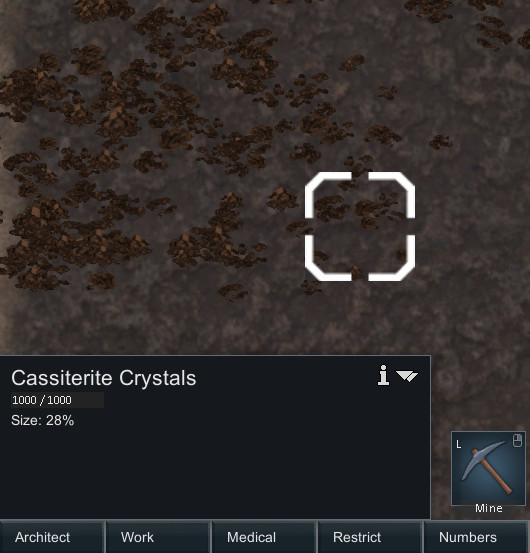 Cassiterite Crystals
1000 / 1000
Size: 28%
L
Mine
Architect
Work
Medical
Restrict
Numbers